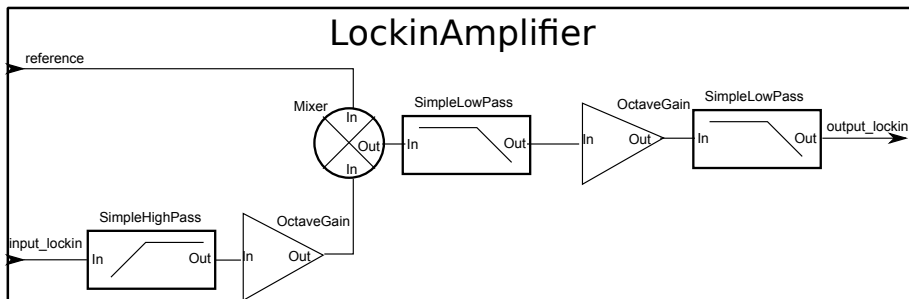 LockinAmplifier
reference
Mixer
In
Out
In
SimpleLowPass
In
Out
OctaveGain
In
Out
SimpleLowPass
In
Out
output_lockin
input_lockin
SimpleHighPass
In
Out
OctaveGain
In
Out